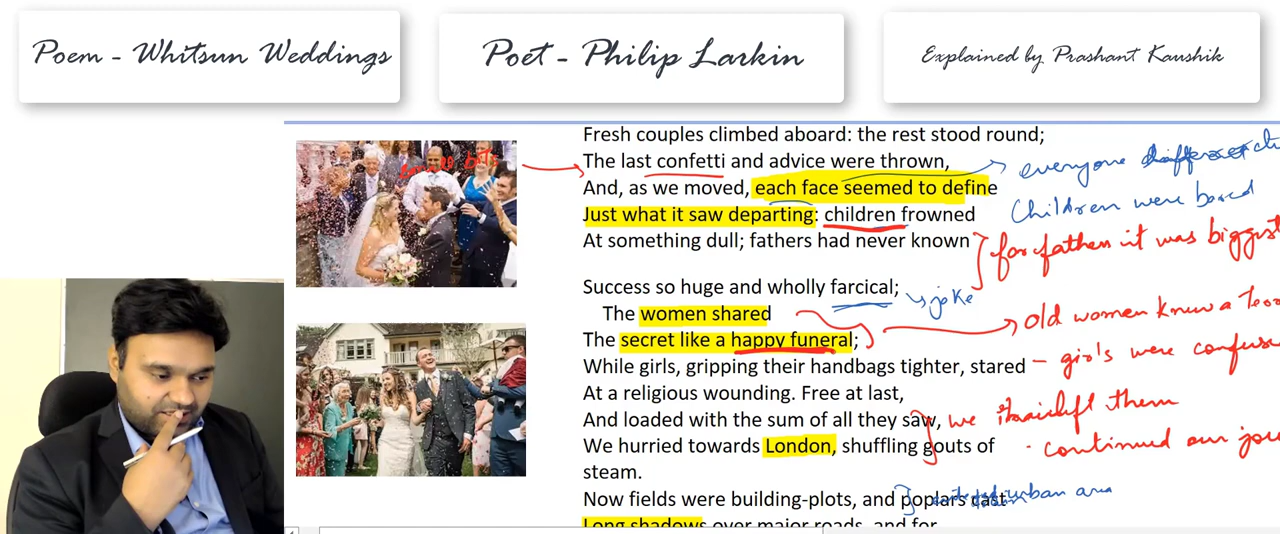 Poem - Whitsun Weddings
Poet - Philip Larkin
Explained by Prashant Kaushik
Fresh couples climbed aboard: the rest stood round;
The last confetti and advice were thrown,
everyone
And, as we moved, each face seemed to define
Children were bored
Just what it saw departing: children frowned
At something dull; fathers had never known
for fathers it was biggest
Success so huge and wholly farcical;
joke
The women shared
old women knew a
The secret like a happy funeral;
While girls, gripping their handbags tighter, stared
girls were
At a religious wounding. Free at last,
And loaded with the sum of all they saw,
we them
We hurried towards London, shuffling gouts of
continued our
steam.
Now fields were building-plots, and poplars cast
urban area
Long shadows over major roads, and for